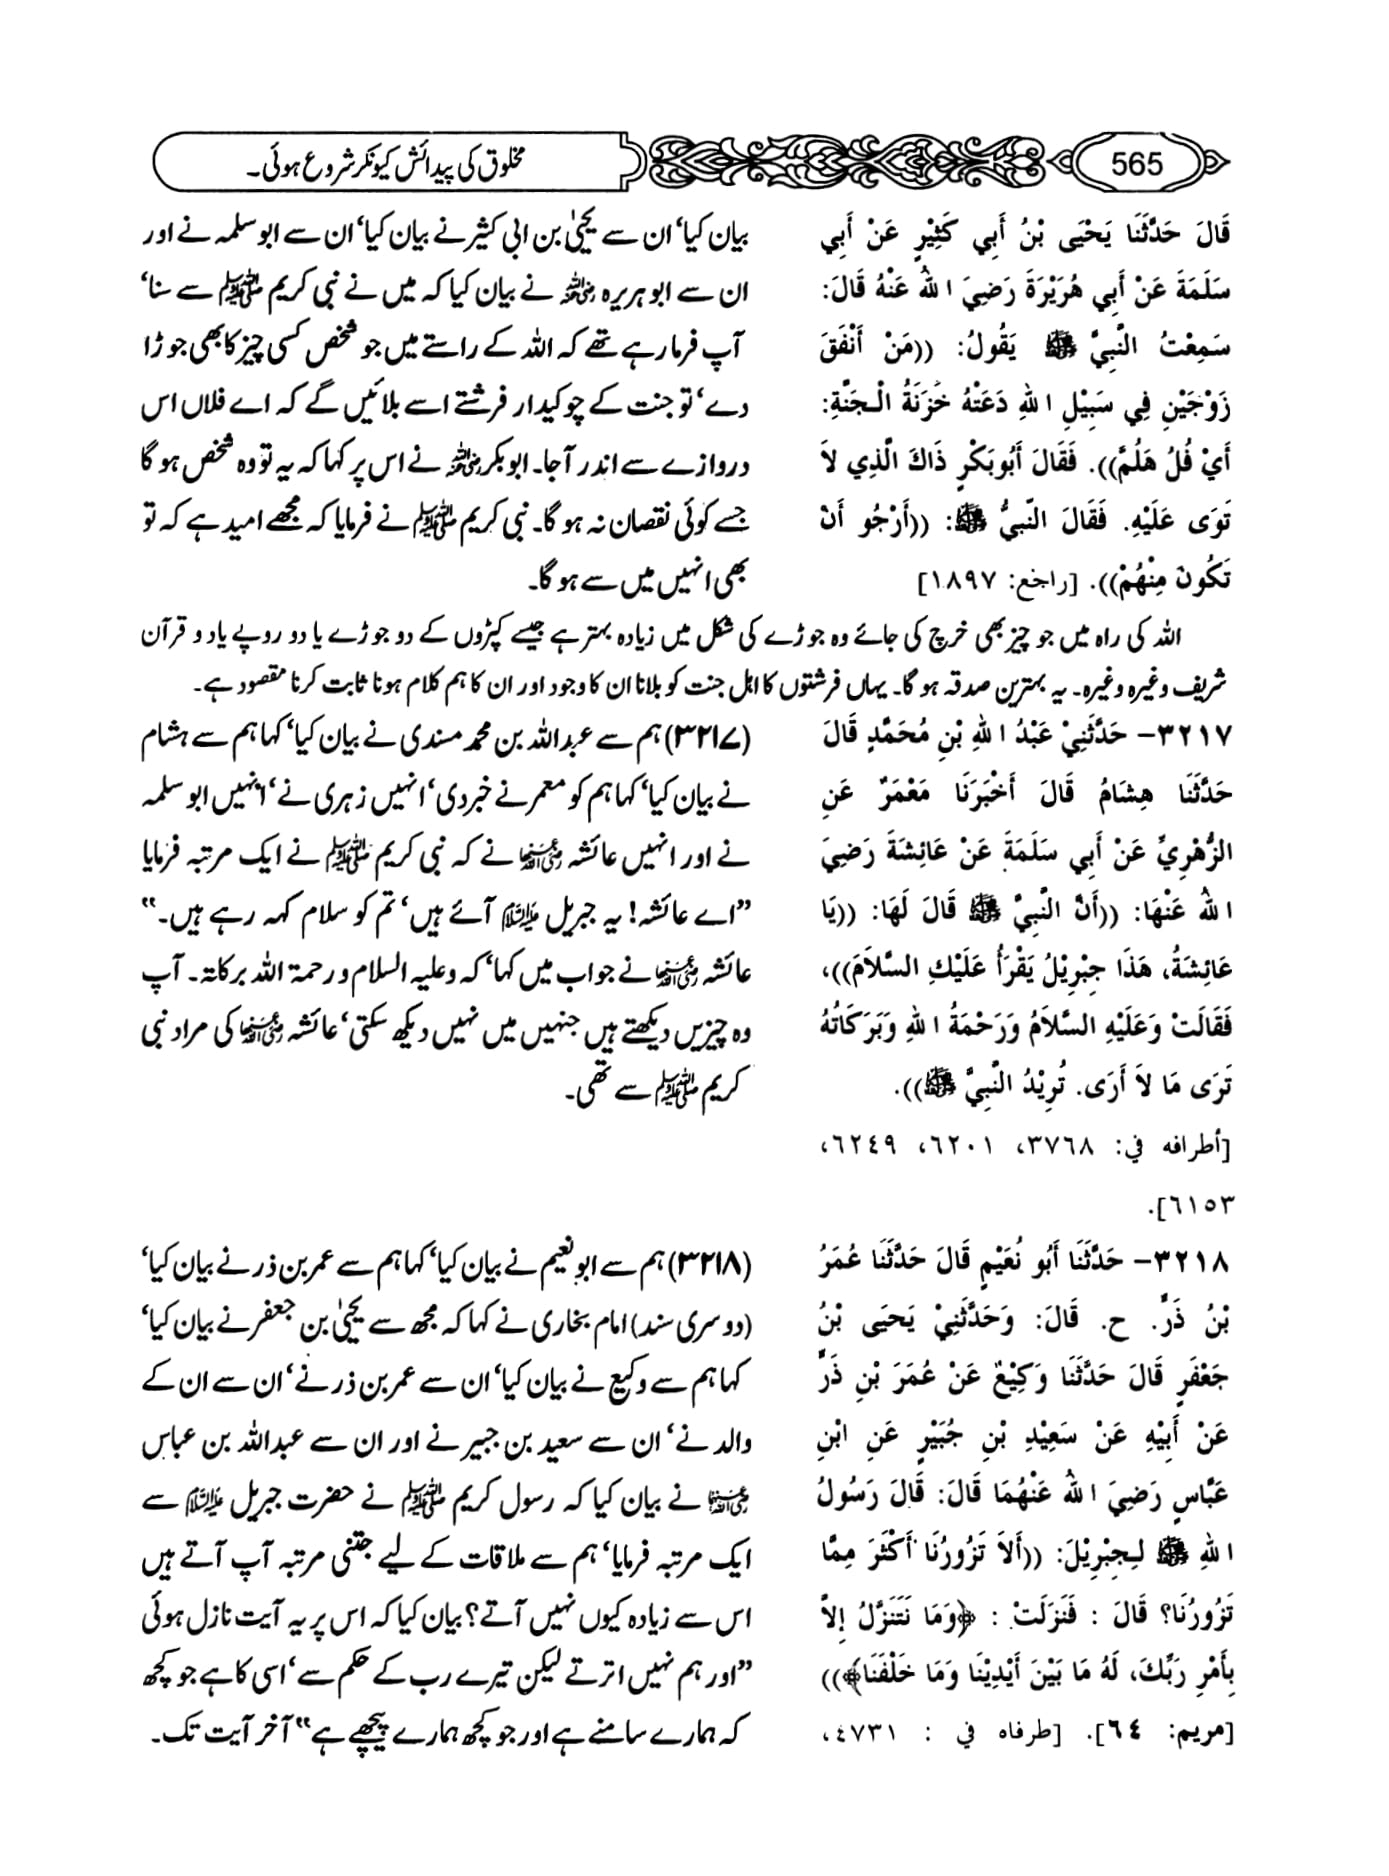 565
مخلوق کی پیدائش کیونکر شروع ہوئی۔
قَالَ حَدَّثَنَا يَحْيَى بْنُ أَبِي كَثِيْرٍ عَنْ أَبِي
سَلَمَةَ عَنْ أَبِي هُرَيْرَةَ رَضِيَ اللهُ عَنْهُ قَالَ:
سَمِعْتُ النَّبِيَّ ﷺ يَقُولُ: ((مَنْ أَنْفَقَ
زَوْجَيْنِ فِي سَبِيْلِ اللهِ دَعَتْهُ خَزَنَةُ الْجَنَّةِ:
أَيْ فُلُ هَلُمَّ)). فَقَالَ أَبُوبَكْرٍ ذَاكَ الَّذِي لاَ
تَوَى عَلَيْهِ. فَقَالَ النَّبِيُّ ﷺ: ((أَرْجُو أَنْ
تَكُونَ مِنْهُمْ)). [راجع: ١٨٩٧]
بیان کیا‘ ان سے یحییٰ بن ابی کثیر نے بیان کیا‘ ان سے ابو سلمہ نے اور
ان سے ابو ہریرہ رضی اللہ عنہ نے بیان کیا کہ میں نے نبی کریم ﷺ سے سنا‘
آپ فرما رہے تھے کہ اللہ کے راستے میں جو شخص کسی چیز کا بھی جوڑا
دے‘ تو جنت کے چوکیدار فرشتے اسے بلائیں گے کہ اے فلاں اس
دروازے سے اندر آجا۔ ابو بکر رضی اللہ عنہ نے اس پر کہا کہ یہ تو وہ شخص ہو گا
جسے کوئی نقصان نہ ہو گا۔ نبی کریم ﷺ نے فرمایا کہ مجھے امید ہے کہ تو
بھی انہیں میں سے ہو گا۔
اللہ کی راہ میں جو چیز بھی خرچ کی جائے وہ جوڑے کی شکل میں زیادہ بہتر ہے جیسے کپڑوں کے دو جوڑے یا دو روپے یا دو قرآن
شریف وغیرہ وغیرہ۔ یہ بہترین صدقہ ہو گا۔ یہاں فرشتوں کا اہل جنت کو بلانا ان کا وجود اور ان کا ہم کلام ہونا ثابت کرنا مقصود ہے۔
٣٢١٧- حَدَّثَنِيْ عَبْدُ اللهِ بْنِ مُحَمَّدٍ قَالَ
حَدَّثَنَا هِشَامُ قَالَ أَخْبَرَنَا مَعْمَرٌ عَنِ
الزُّهْرِيِّ عَنْ أَبِي سَلَمَةَ عَنْ عَائِشَةَ رَضِيَ
اللهُ عَنْهَا: ((أَنَّ النَّبِيَّ ﷺ قَالَ لَهَا: ((يَا
عَائِشَةُ، هَذَا جِبْرِيْلُ يَقْرَأُ عَلَيْكِ السَّلاَمَ))،
فَقَالَتْ وَعَلَيْهِ السَّلاَمُ وَرَحْمَةُ اللهِ وَبَرَكَاتُهُ
تَرَى مَا لاَ أَرَى. تُرِيْدُ النَّبِيَّ ﷺ)).
[أطرافه في: ٣٧٦٨، ٦٢٠١، ٦٢٤٩،
٦١٥٣].
(۳۲۱۷) ہم سے عبداللہ بن محمد مسندی نے بیان کیا‘ کہا ہم سے ہشام
نے بیان کیا‘ کہا ہم کو معمر نے خبر دی‘ انہیں زہری نے‘ انہیں ابو سلمہ
نے اور انہیں عائشہ رضی اللہ عنہا نے کہ نبی کریم ﷺ نے ایک مرتبہ فرمایا
”اے عائشہ! یہ جبریل علیہ السلام آئے ہیں‘ تم کو سلام کہہ رہے ہیں۔“
عائشہ رضی اللہ عنہا نے جواب میں کہا‘ کہ وعلیہ السلام ورحمۃ اللہ برکاتہ۔ آپ
وہ چیزیں دیکھتے ہیں جنہیں میں نہیں دیکھ سکتی‘ عائشہ رضی اللہ عنہا کی مراد نبی
کریم ﷺ سے تھی۔
٣٢١٨- حَدَّثَنَا أَبُو نُعَيْمٍ قَالَ حَدَّثَنَا عُمَرُ
بْنُ ذَرٍّ. ح. قَالَ: وَحَدَّثَنِيْ يَحيَى بْنُ
جَعْفَرٍ قَالَ حَدَّثَنَا وَكِيْعٌ عَنْ عُمَرَ بْنِ ذَرٍّ
عَنْ أَبِيْهِ عَنْ سَعِيْدِ بْنِ جُبَيْرٍ عَنِ ابْنِ
عَبَّاسٍ رَضِيَ اللهُ عَنْهُمَا قَالَ: قَالَ رَسُولُ
اللهِ ﷺ لِجِبْرِيْلَ: ((أَلاَ تَزُورُنَا أَكْثَرَ مِمَّا
تَزُورُنَا؟ قَالَ : فَنَزَلَتْ : ﴿وَمَا نَتَنَزَّلُ إِلاَّ
بِأَمْرِ رَبِّكَ، لَهُ مَا بَيْنَ أَيْدِيْنَا وَمَا خَلْفَنَا﴾))
[مريم: ٦٤]. [طرفاه في : ٤٧٣١،
(۳۲۱۸) ہم سے ابو نعیم نے بیان کیا‘ کہا ہم سے عمر بن ذر نے بیان کیا‘
(دوسری سند) امام بخاری نے کہا کہ مجھ سے یحییٰ بن جعفر نے بیان کیا‘
کہا ہم سے وکیع نے بیان کیا‘ ان سے عمر بن ذر نے‘ ان سے ان کے
والد نے‘ ان سے سعید بن جبیر نے اور ان سے عبداللہ بن عباس
رضی اللہ عنہما نے بیان کیا کہ رسول کریم ﷺ نے حضرت جبریل علیہ السلام سے
ایک مرتبہ فرمایا‘ ہم سے ملاقات کے لیے جتنی مرتبہ آپ آتے ہیں
اس سے زیادہ کیوں نہیں آتے؟ بیان کیا کہ اس پر یہ آیت نازل ہوئی
”اور ہم نہیں اترتے لیکن تیرے رب کے حکم سے‘ اسی کا ہے جو کچھ
کہ ہمارے سامنے ہے اور جو کچھ ہمارے پیچھے ہے“ آخر آیت تک۔